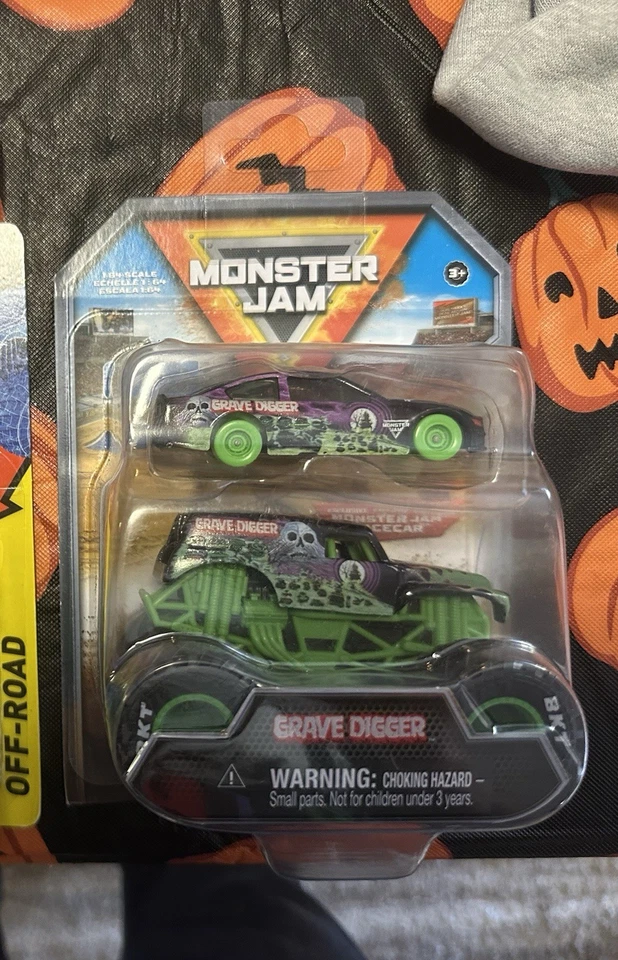 1:64 SCALE
ECHELLE 1:64
ESCALA 1:64
MONSTER
JAM
3+
GRAVE DIGGER
MONSTER
JAM
GRAVE DIGGER
MONSTER JAM
CECAR
BKT
BKT
GRAVE DIGGER
WARNING: CHOKING HAZARD –
Small parts. Not for children under 3 years.
OFF-ROAD